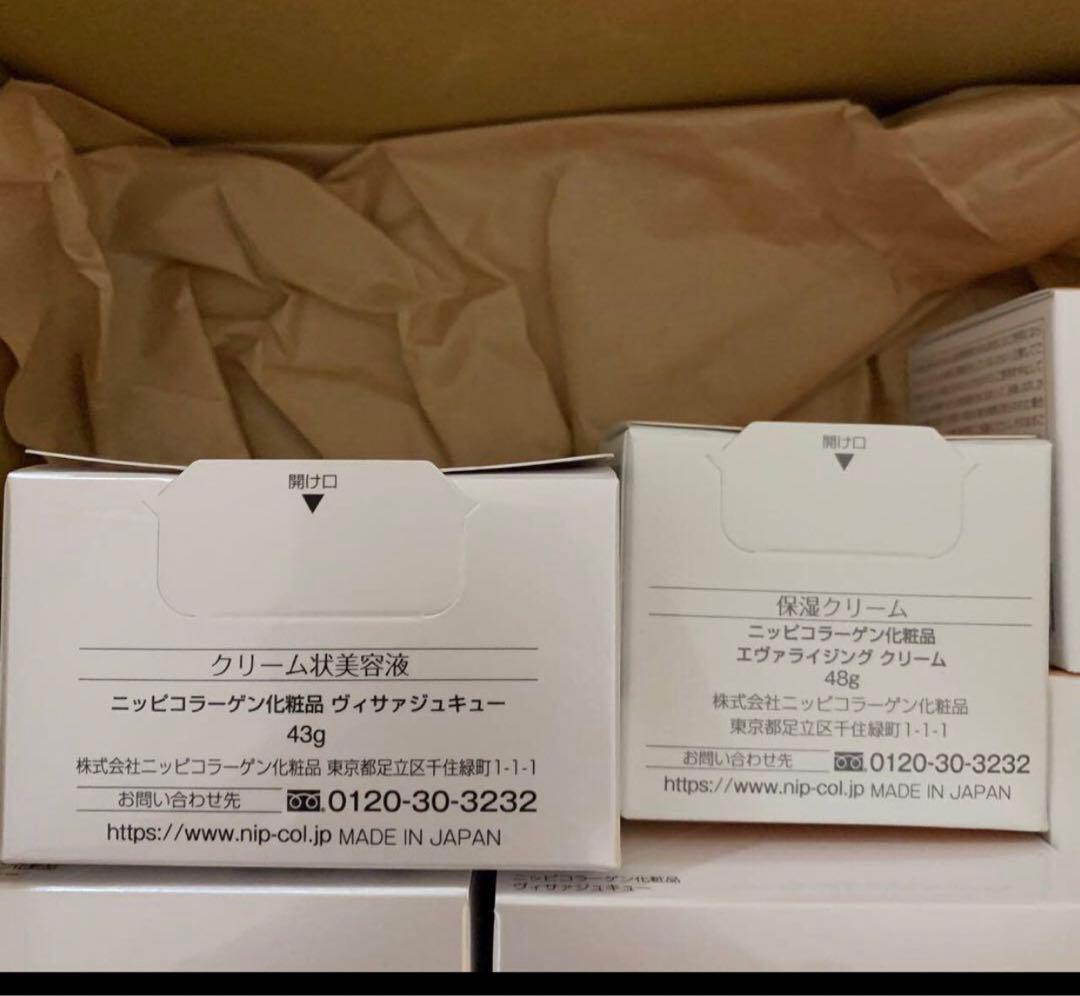 開け口
クリーム状美容液
ニッピコラーゲン化粧品 ヴィサァジュキュー
43g
株式会社ニッピコラーゲン化粧品 東京都足立区千住緑町1-1-1
お問い合わせ先 0120-30-3232
https://www.nip-col.jp MADE IN JAPAN
開け口
保湿クリーム
ニッピコラーゲン化粧品
エヴァライジング クリーム
48g
株式会社ニッピコラーゲン化粧品
東京都足立区千住緑町1-1-1
お問い合わせ先 0120-30-3232
https://www.nip-col.jp MADE IN JAPAN
ニッピコラーゲン化粧品
ヴィサァジュキュー